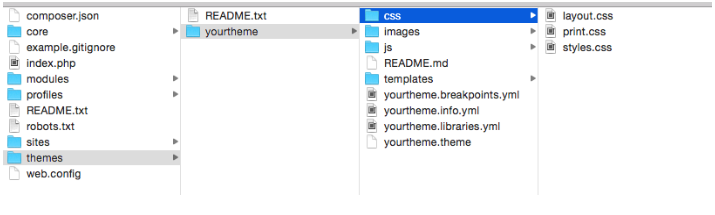 composer.json
core
example.gitignore
index.php
modules
profiles
README.txt
robots.txt
sites
themes
web.config
README.txt
yourtheme
css
images
js
README.md
templates
yourtheme.breakpoints.yml
yourtheme.info.yml
yourtheme.libraries.yml
yourtheme.theme
layout.css
print.css
styles.css